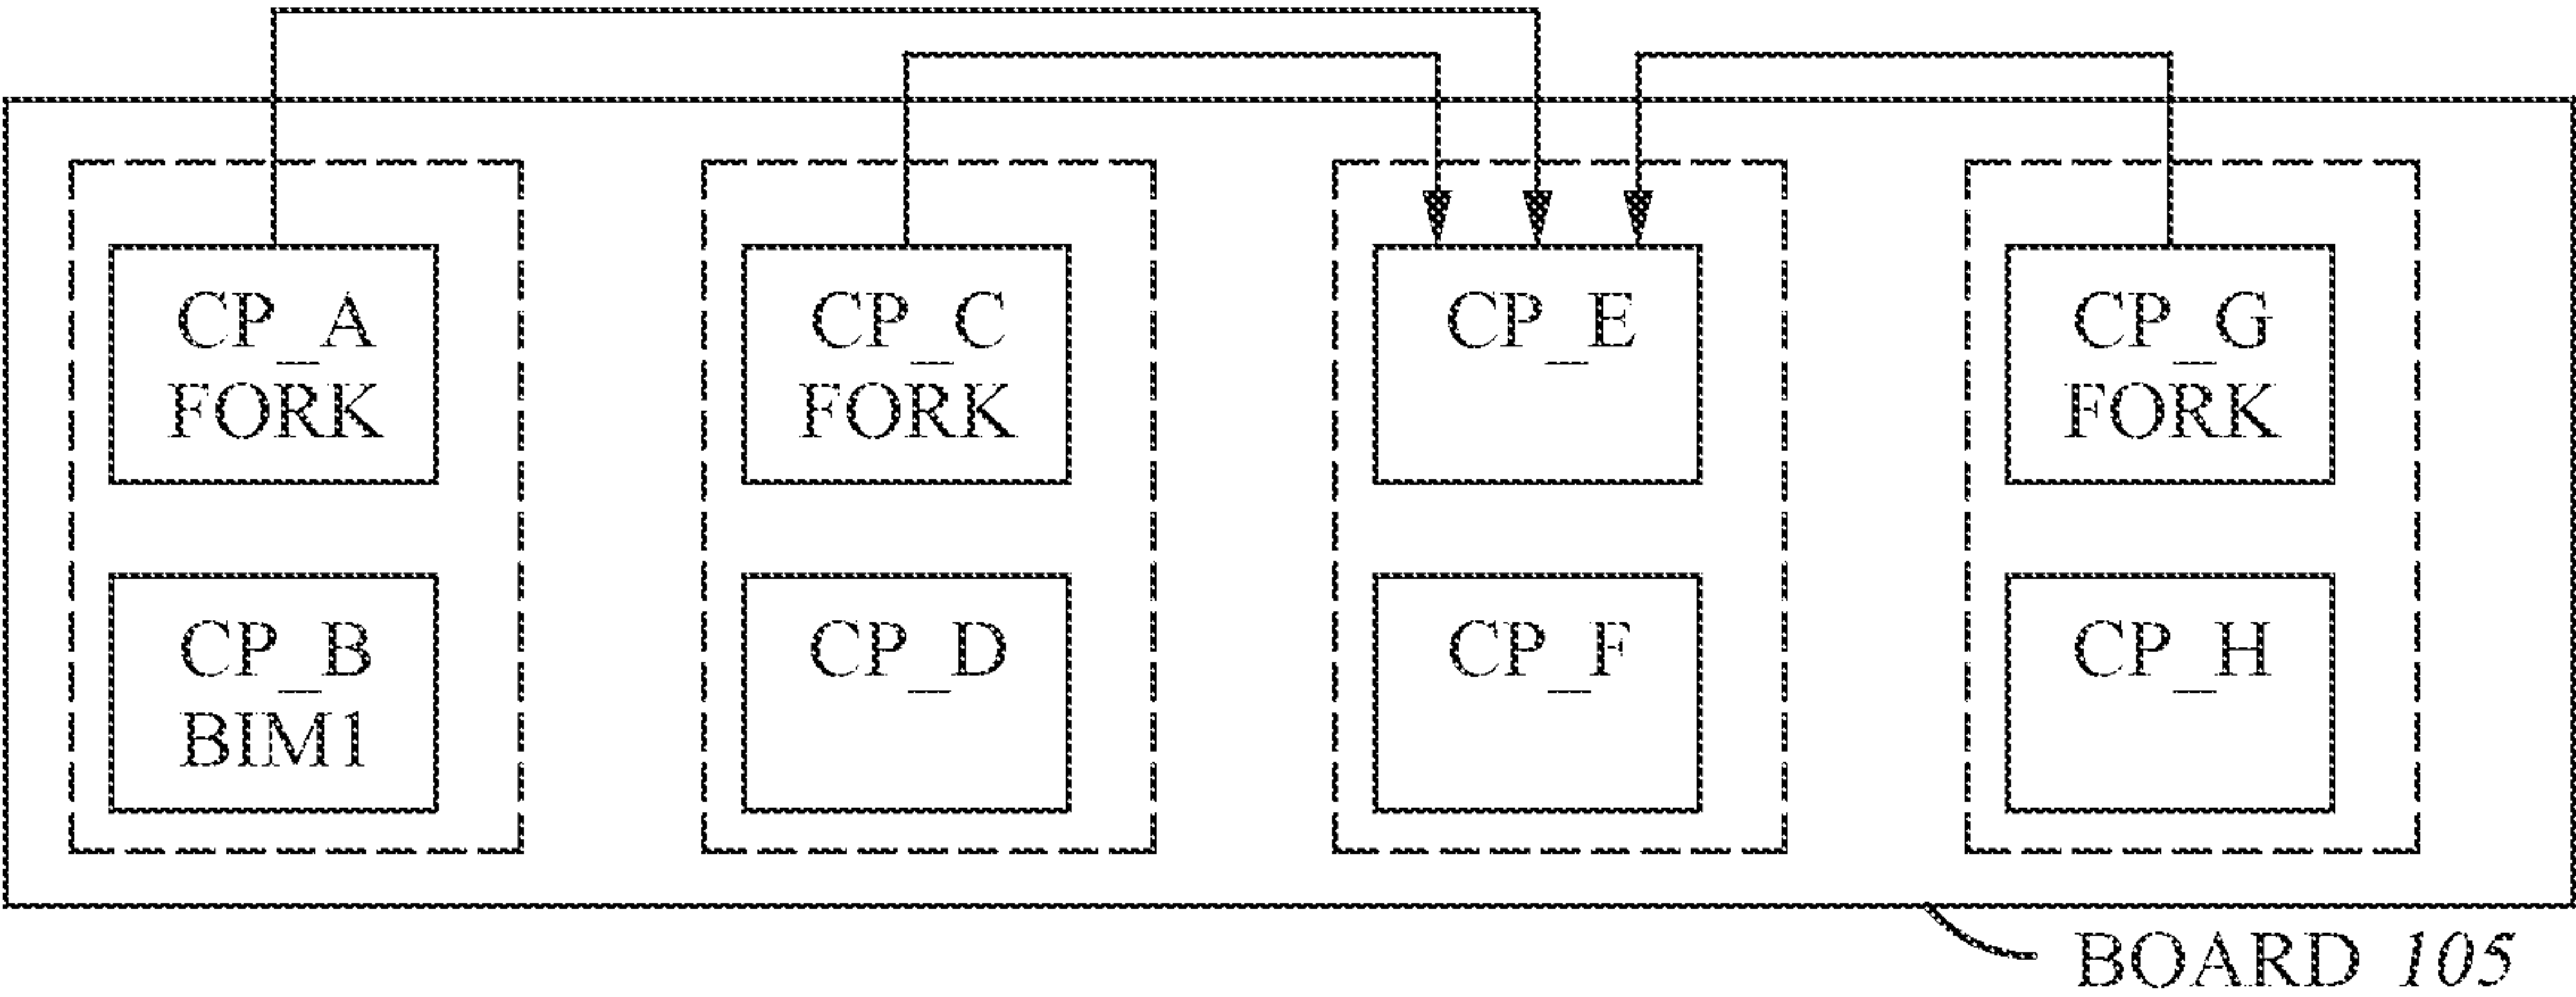 CP_A
FORK
CP_C
FORK
CP_E
CP_G
FORK
CP_B
BIM1
CP_D
CP_F
CP_H
BOARD 105